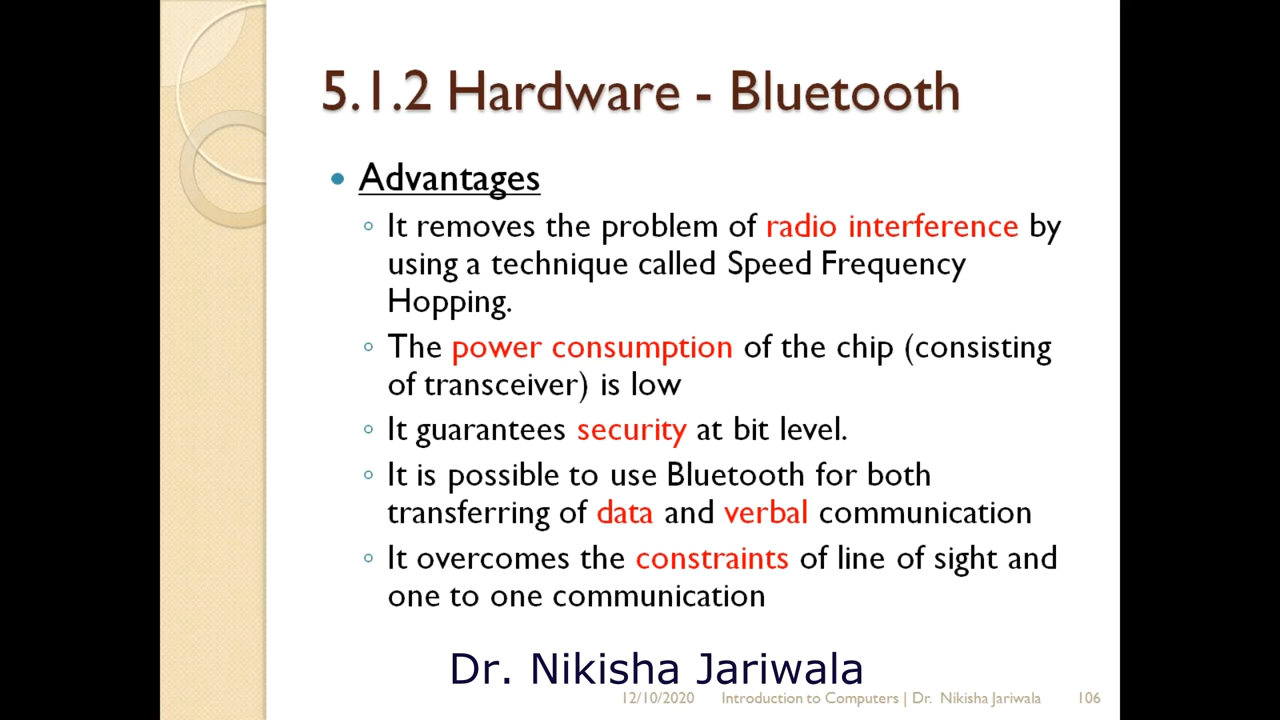 5.1.2 Hardware - Bluetooth
• Advantages
◦ It removes the problem of radio interference by
using a technique called Speed Frequency
Hopping.
◦ The power consumption of the chip (consisting
of transceiver) is low
◦ It guarantees security at bit level.
◦ It is possible to use Bluetooth for both
transferring of data and verbal communication
◦ It overcomes the constraints of line of sight and
one to one communication
Dr. Nikisha Jariwala
12/10/2020 Introduction to Computers | Dr. Nikisha Jariwala 106